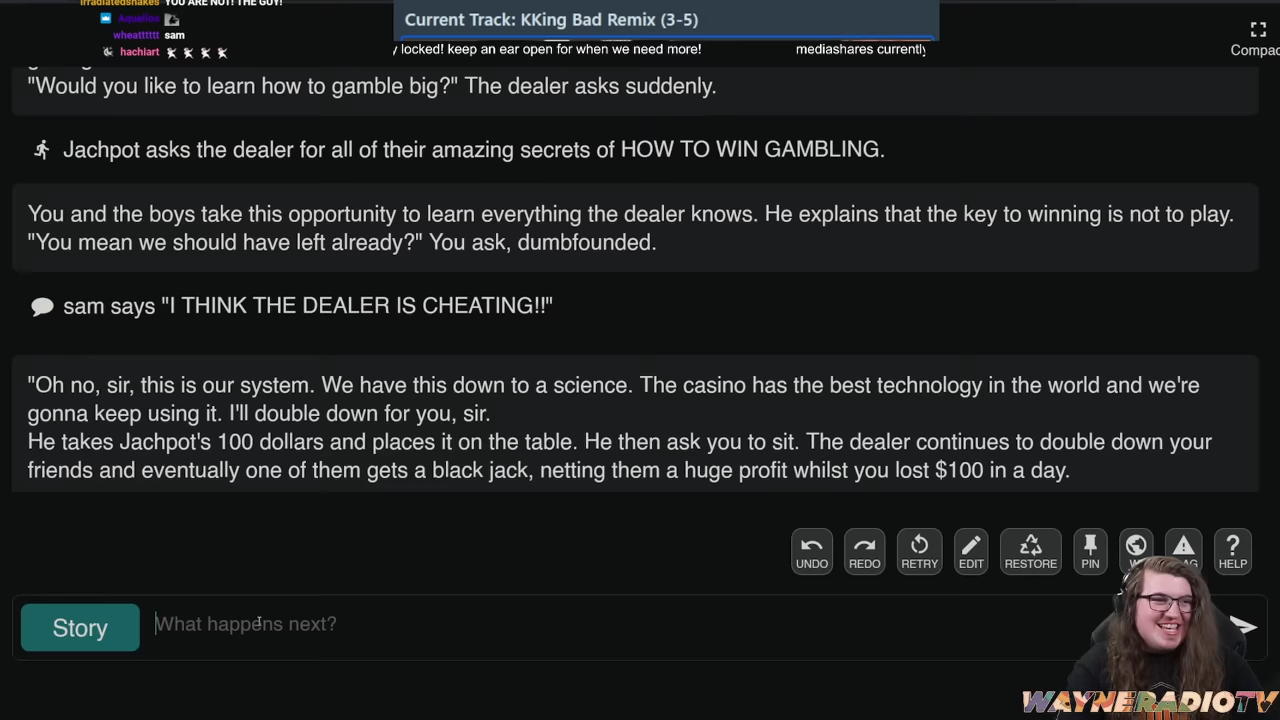 irradiatedsnakes YOU ARE NOT! THE GUY!
Aquelios
wheatttttt sam
hachiart
Current Track: KKing Bad Remix (3-5)
y locked! keep an ear open for when we need more! mediashares currently
Compac
"Would you like to learn how to gamble big?" The dealer asks suddenly.
Jachpot asks the dealer for all of their amazing secrets of HOW TO WIN GAMBLING.
You and the boys take this opportunity to learn everything the dealer knows. He explains that the key to winning is not to play.
"You mean we should have left already?" You ask, dumbfounded.
sam says "I THINK THE DEALER IS CHEATING!!"
"Oh no, sir, this is our system. We have this down to a science. The casino has the best technology in the world and we're
gonna keep using it. I'll double down for you, sir.
He takes Jachpot's 100 dollars and places it on the table. He then ask you to sit. The dealer continues to double down your
friends and eventually one of them gets a black jack, netting them a huge profit whilst you lost $100 in a day.
UNDO REDO RETRY EDIT RESTORE PIN HELP
Story What happens next?
WAYNERADIOTV